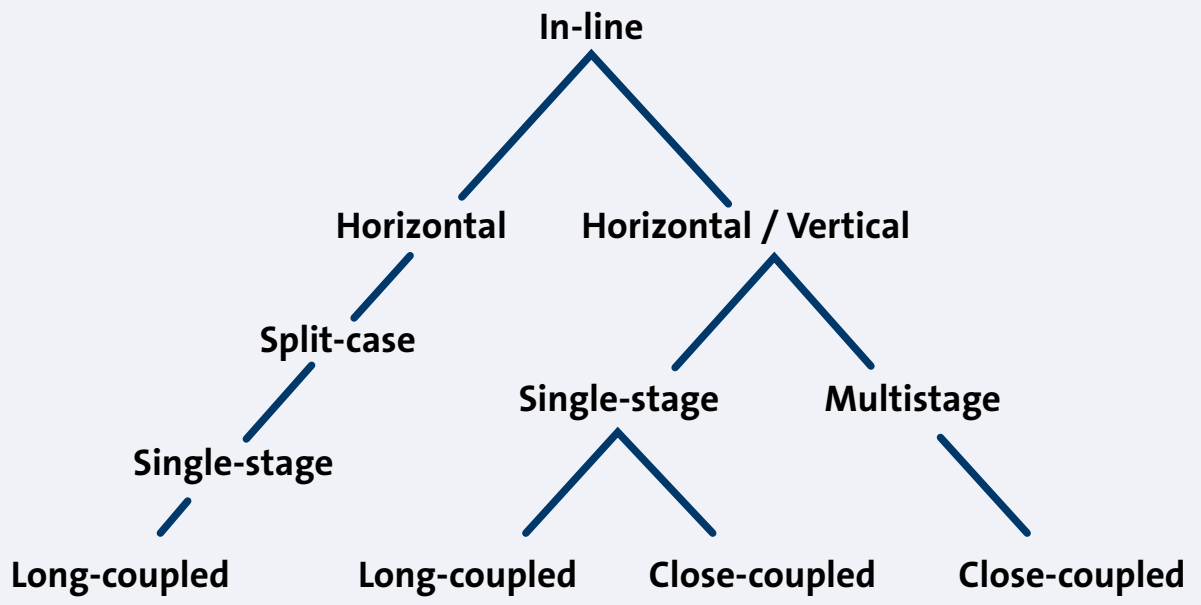 In-line
Horizontal
Horizontal / Vertical
Split-case
Single-stage
Multistage
Single-stage
Long-coupled
Long-coupled
Close-coupled
Close-coupled